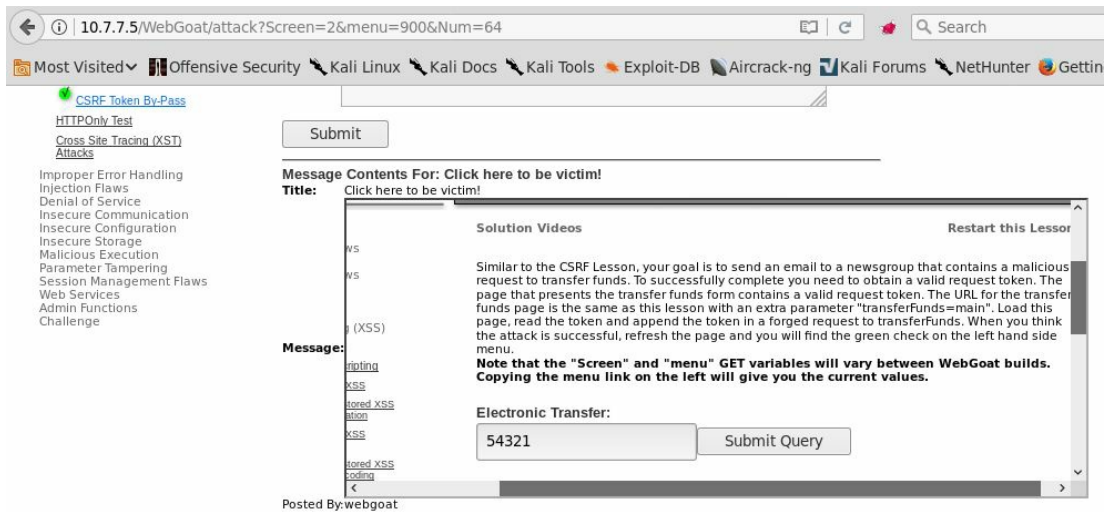 10.7.7.5/WebGoat/attack?Screen=2&menu=900&Num=64
Search
Most Visited Offensive Security Kali Linux Kali Docs Kali Tools Exploit-DB Aircrack-ng Kali Forums NetHunter Gettin
CSRF Token By-Pass
HTTPOnly Test
Cross Site Tracing (XST)
Attacks
Improper Error Handling
Injection Flaws
Denial of Service
Insecure Communication
Insecure Configuration
Insecure Storage
Malicious Execution
Parameter Tampering
Session Management Flaws
Web Services
Admin Functions
Challenge
Submit
Message Contents For: Click here to be victim!
Title: Click here to be victim!
Message:
ws
ws
g (XSS)
ripting
XSS
tored XSS
ation
XSS
tored XSS
coding
Solution Videos Restart this Lesson
Similar to the CSRF Lesson, your goal is to send an email to a newsgroup that contains a malicious
request to transfer funds. To successfully complete you need to obtain a valid request token. The
page that presents the transfer funds form contains a valid request token. The URL for the transfer
funds page is the same as this lesson with an extra parameter "transferFunds=main". Load this
page, read the token and append the token in a forged request to transferFunds. When you think
the attack is successful, refresh the page and you will find the green check on the left hand side
menu.
Note that the "Screen" and "menu" GET variables will vary between WebGoat builds.
Copying the menu link on the left will give you the current values.
Electronic Transfer:
54321 Submit Query
Posted By:webgoat